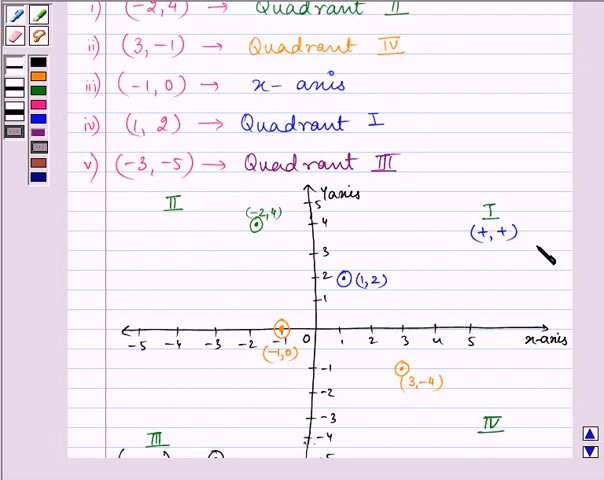 i) (-2, 4) → Quadrant II
ii) (3, -1) → Quadrant IV
iii) (-1, 0) → x- axis
iv) (1, 2) → Quadrant I
v) (-3, -5) → Quadrant III
Y axis
II
I
(+, +)
(-2, 4)
(1, 2)
5
4
3
2
1
-5 -4 -3 -2 -1 0 1 2 3 4 5
x-axis
(-1, 0)
(3, -4)
-1
-2
-3
-4
III
IV